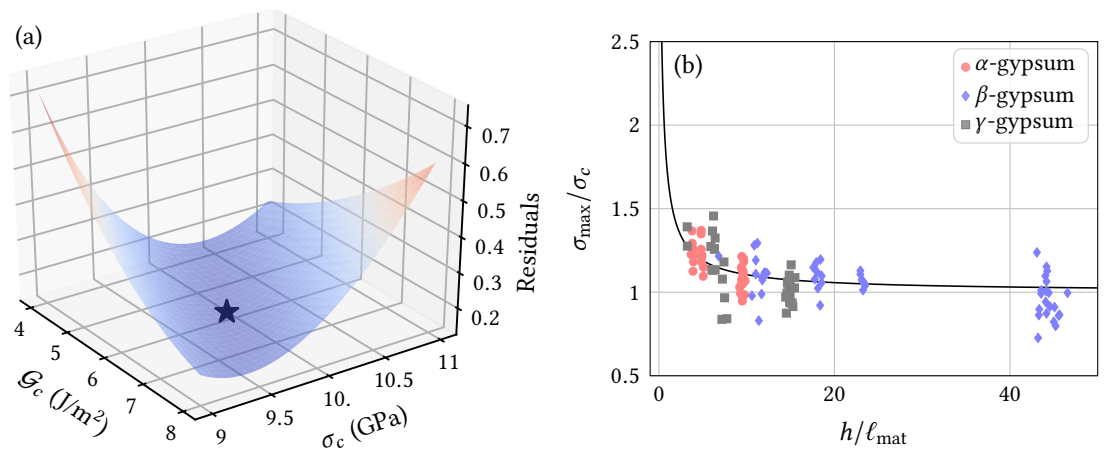 (a)
0.7
0.6
0.5
0.4
0.3
0.2
Residuals
4
5
6
7
8
𝒢c (J/m²)
9
9.5
10.
10.5
11
σc (GPa)
(b)
2.5
2
1.5
1
0.5
σmax/σc
α-gypsum
β-gypsum
γ-gypsum
0
20
40
h/ℓmat